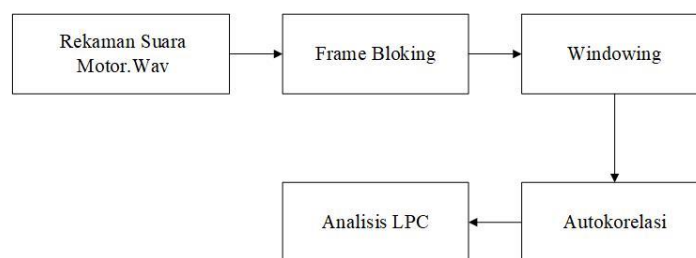 Rekaman Suara
Motor.Wav
Frame Bloking
Windowing
Autokorelasi
Analisis LPC